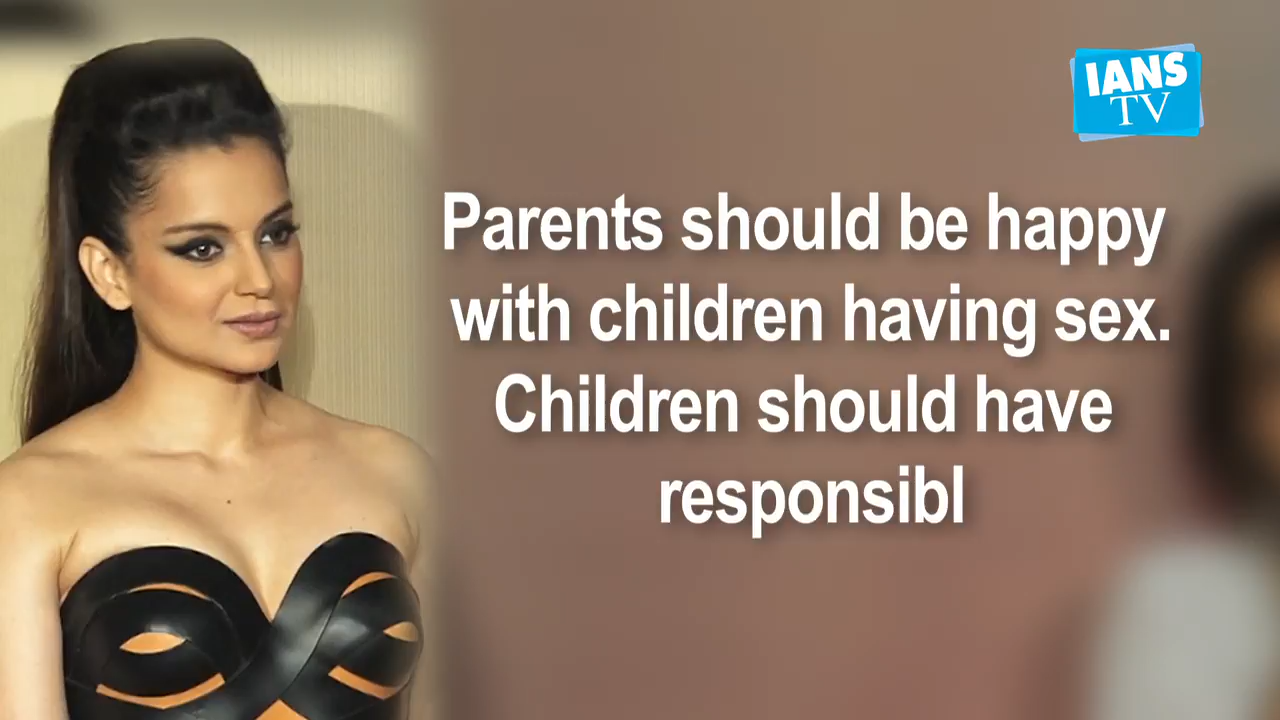 IANS
TV
Parents should be happy
with children having sex.
Children should have
responsibl